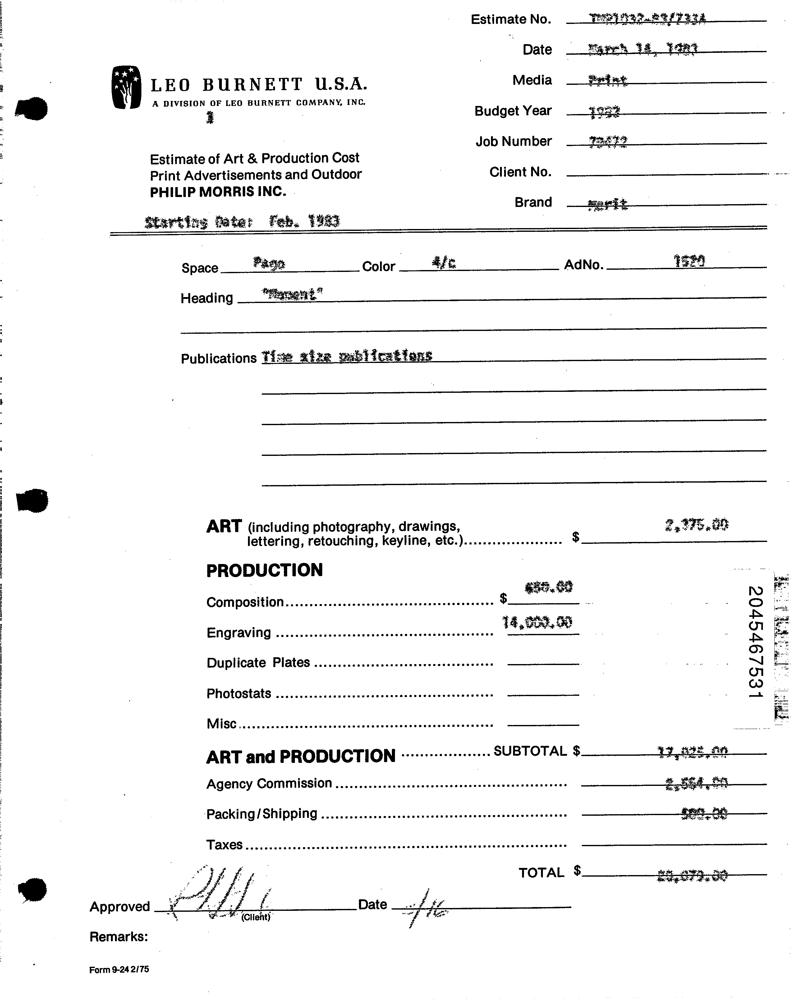 Estimate No.
Date March 14, 1983
LEO BURNETT U.S.A.
A DIVISION OF LEO BURNETT COMPANY, INC.
Media Print
Budget Year 1983
Job Number
Estimate of Art & Production Cost
Print Advertisements and Outdoor
PHILIP MORRIS INC.
Client No.
Brand Merit
Starting Date: Feb. 1983
Space Page Color 4/c AdNo.
Heading "Moment"
Publications Time size publications
ART (including photography, drawings,
lettering, retouching, keyline, etc.)..................... $ 2,375.00
PRODUCTION
Composition........................................... $ 650.00
Engraving ............................................. 14,000.00
Duplicate Plates .....................................
Photostats .............................................
Misc.....................................................
ART and PRODUCTION ................... SUBTOTAL $ 17,025.00
Agency Commission ................................................. 2,554.00
Packing/Shipping .................................................... 500.00
Taxes...................................................................
TOTAL $ 20,079.00
Approved Date /16
(Client)
Remarks:
Form 9-24 2/75
2045467531